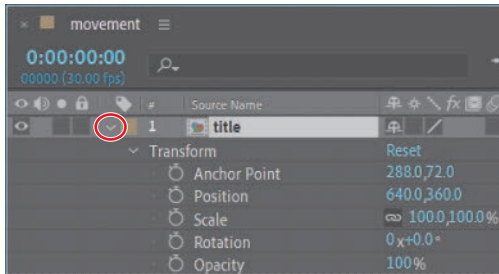 movement
0:00:00:00
00000 (30.00 fps)
# Source Name
1 title
Transform Reset
Anchor Point 288.0,72.0
Position 640.0,360.0
Scale 100.0,100.0%
Rotation 0x+0.0°
Opacity 100%